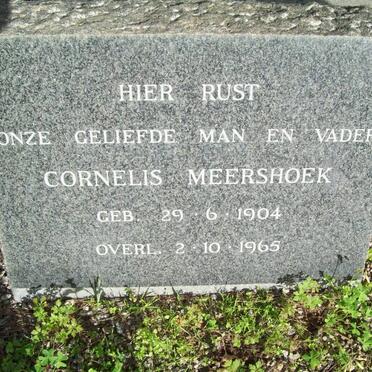 HIER RUST
ONZE GELIEFDE MAN EN VADER
CORNELIS MEERSHOEK
GEB. 29 · 6 · 1904
OVERL. 2 · 10 · 1965